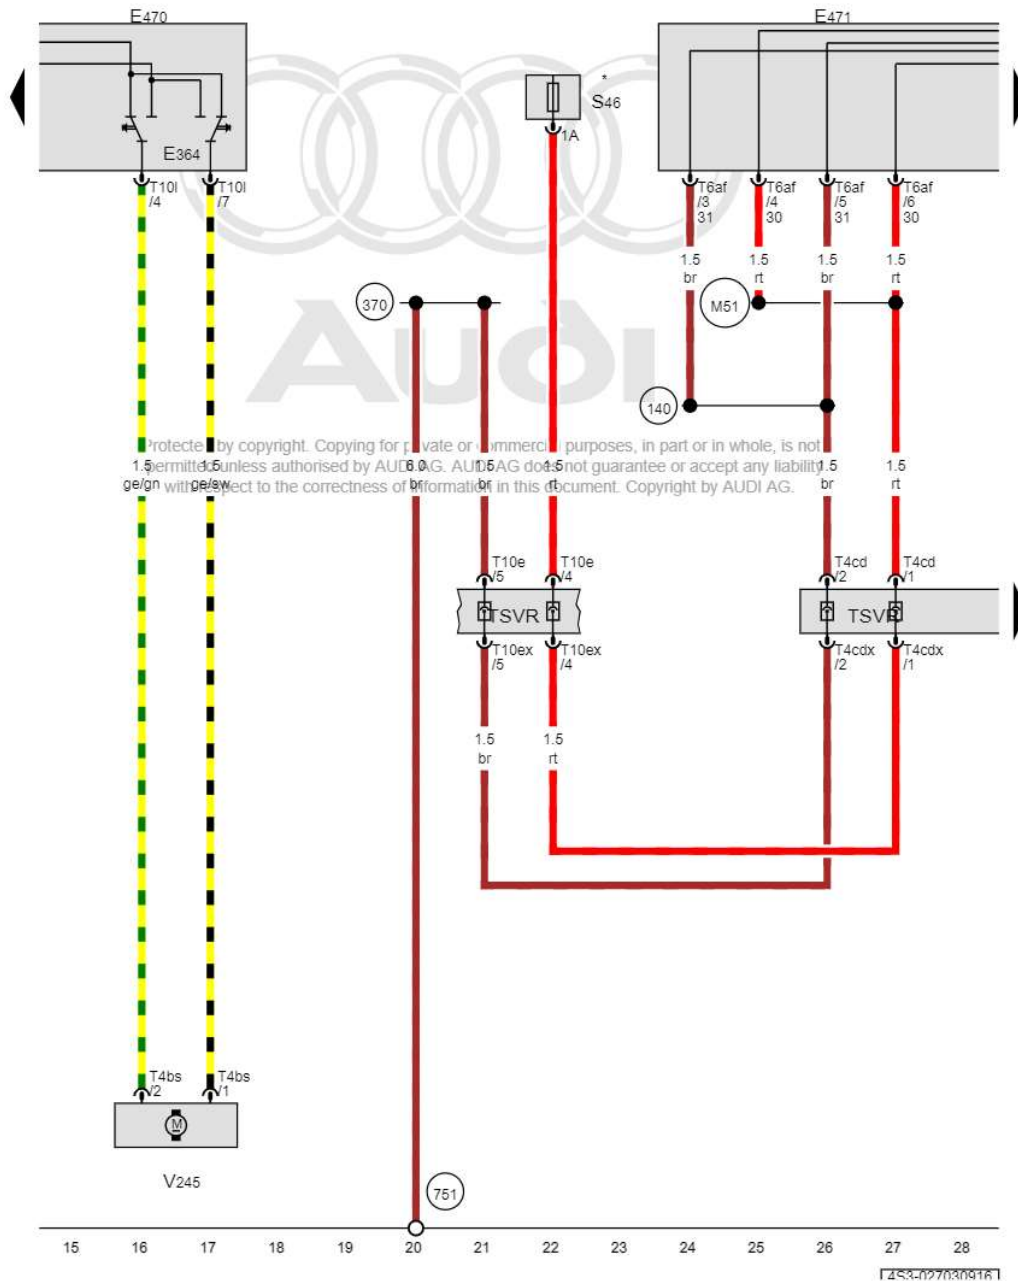 E470
E471
*
S46
1A
E364
T10l
/4
T10l
/7
T6af
/3
31
T6af
/4
30
T6af
/5
31
T6af
/6
30
1.5
br
1.5
rt
1.5
br
1.5
rt
370
M51
Audi
140
Protected by copyright. Copying for private or commercial purposes, in part or in whole, is not
permitted unless authorised by AUDI AG. AUDI AG does not guarantee or accept any liability
with respect to the correctness of information in this document. Copyright by AUDI AG.
1.5
ge/gn
1.5
ge/sw
6.0
br
1.5
br
1.5
rt
1.5
br
1.5
rt
T10e
/5
T10e
/4
T4cd
/2
T4cd
/1
TSVR
TSVR
T10ex
/5
T10ex
/4
T4cdx
/2
T4cdx
/1
1.5
br
1.5
rt
T4bs
/2
T4bs
/1
M
V245
751
15 16 17 18 19 20 21 22 23 24 25 26 27 28
4S3-027030916